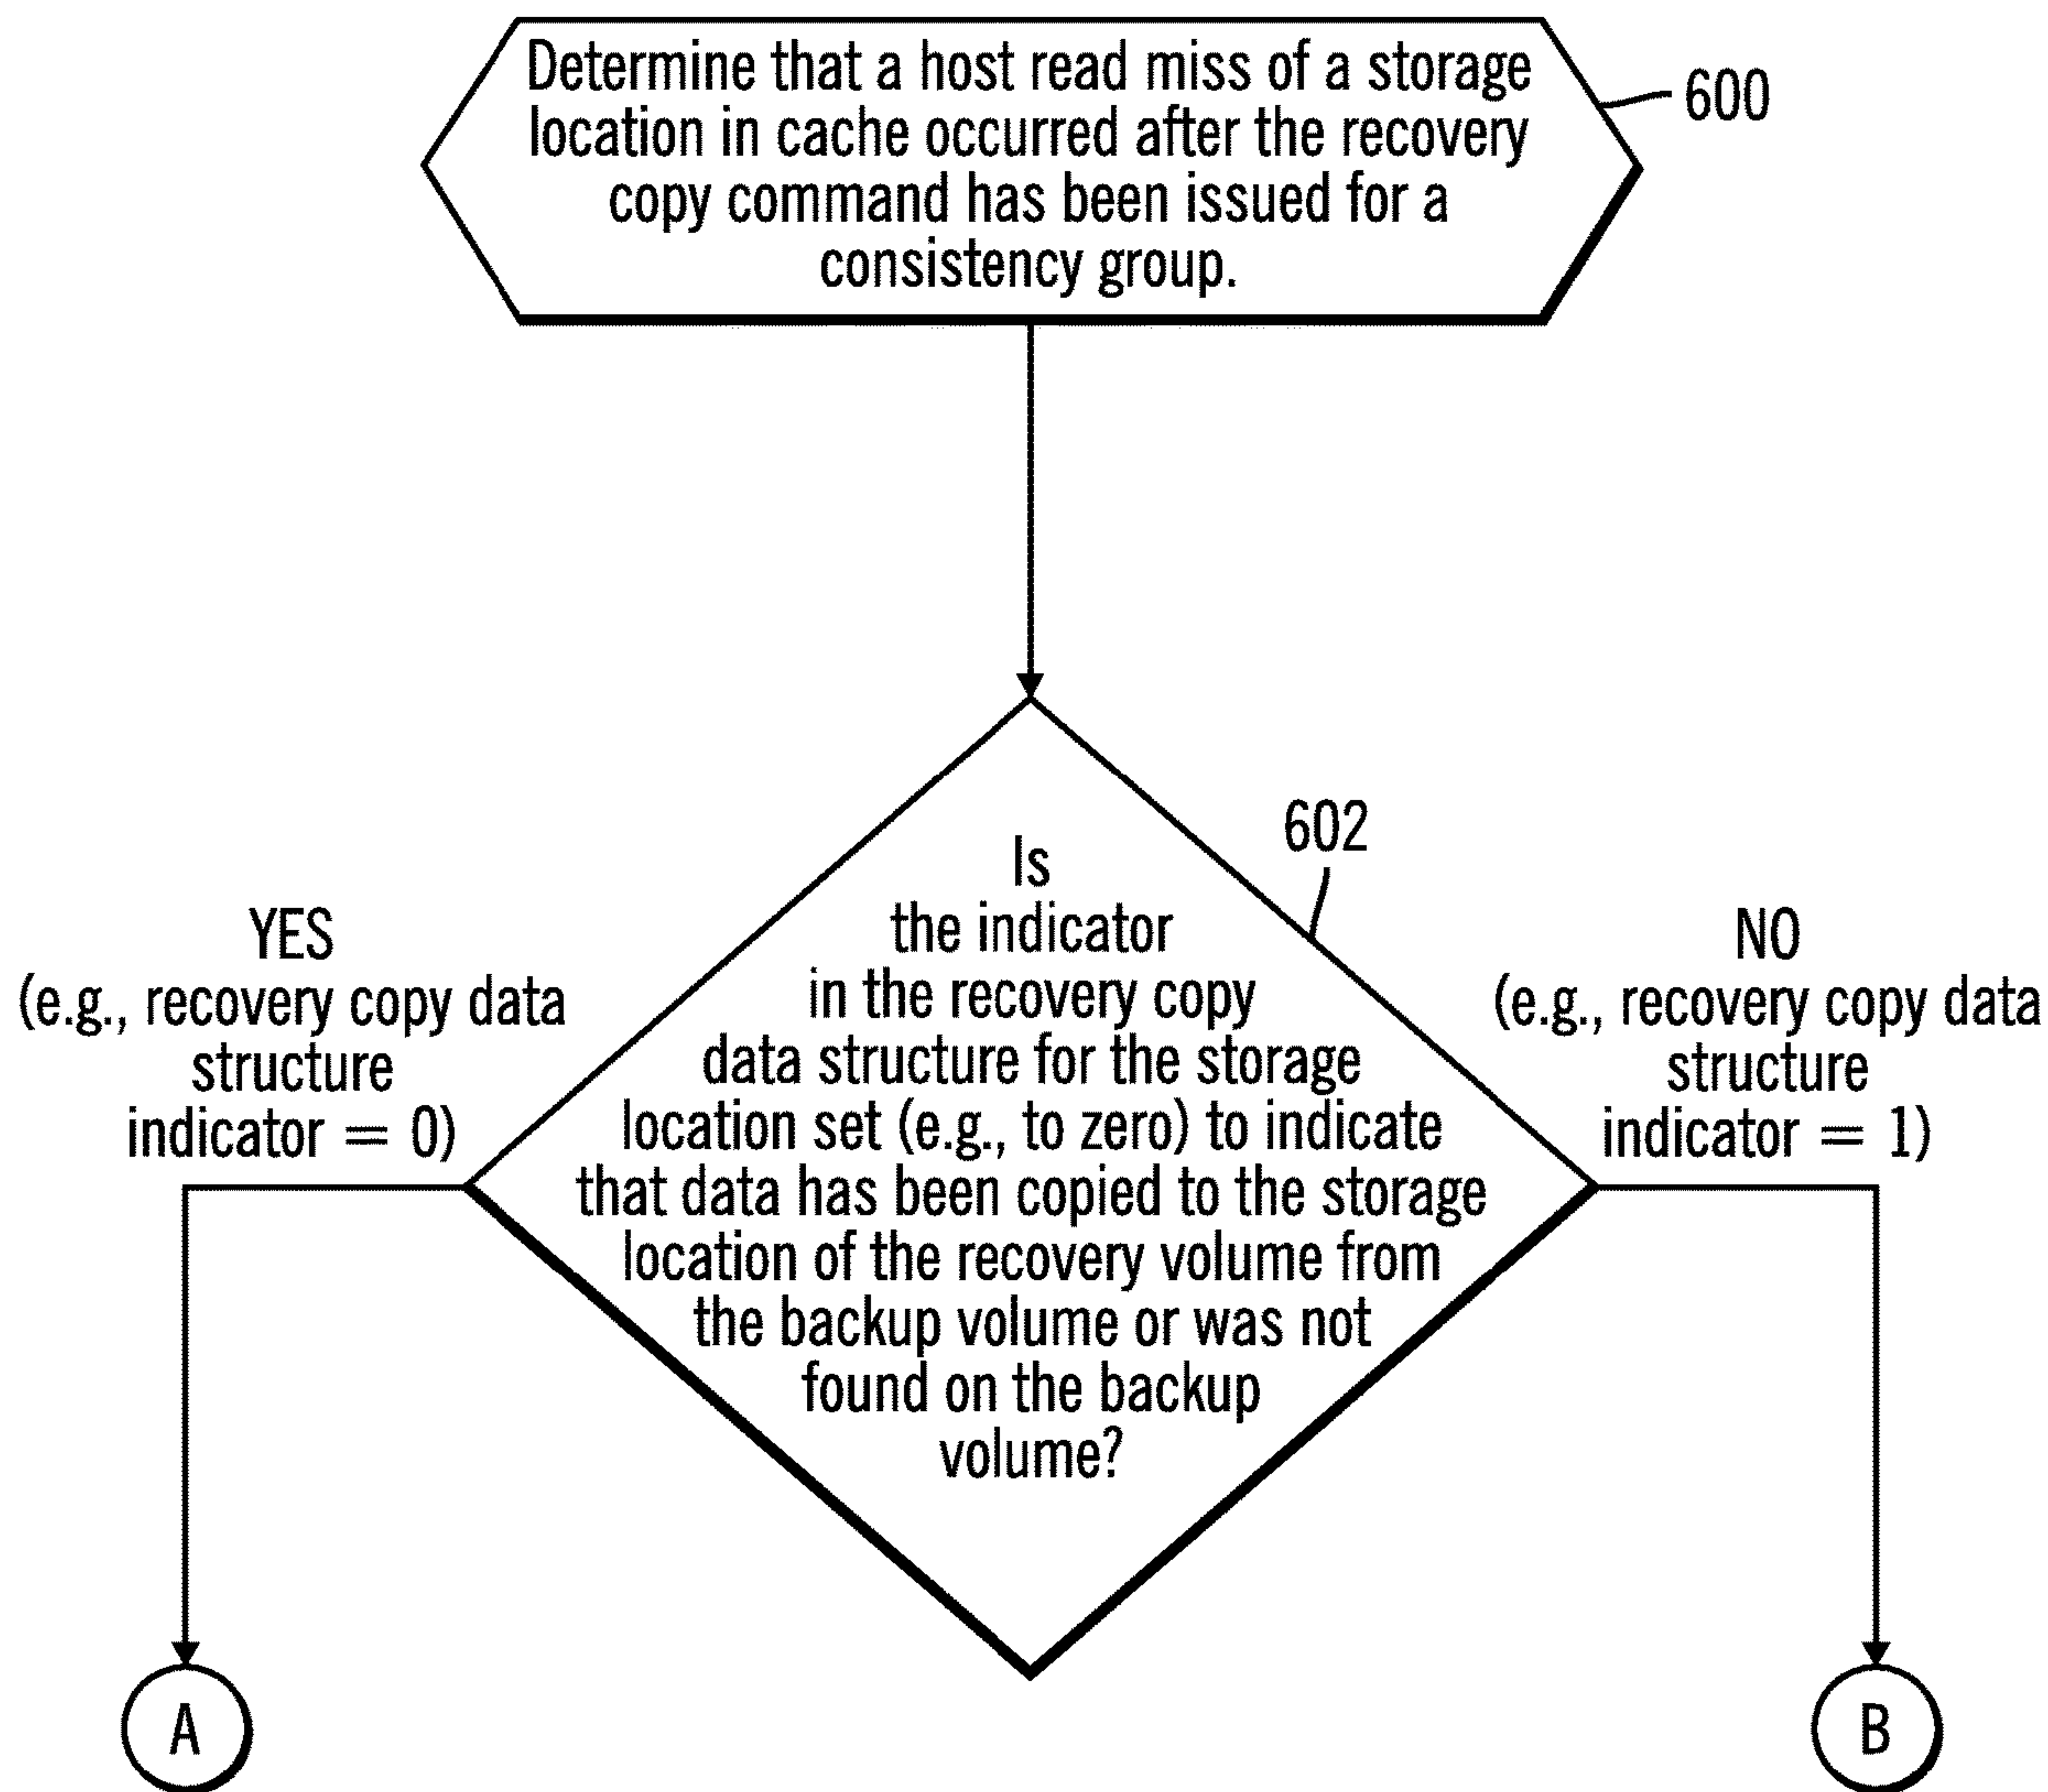 Determine that a host read miss of a storage
location in cache occurred after the recovery
copy command has been issued for a
consistency group.
600
602
Is
the indicator
in the recovery copy
data structure for the storage
location set (e.g., to zero) to indicate
that data has been copied to the storage
location of the recovery volume from
the backup volume or was not
found on the backup
volume?
YES
(e.g., recovery copy data
structure
indicator = 0)
NO
(e.g., recovery copy data
structure
indicator = 1)
A
B